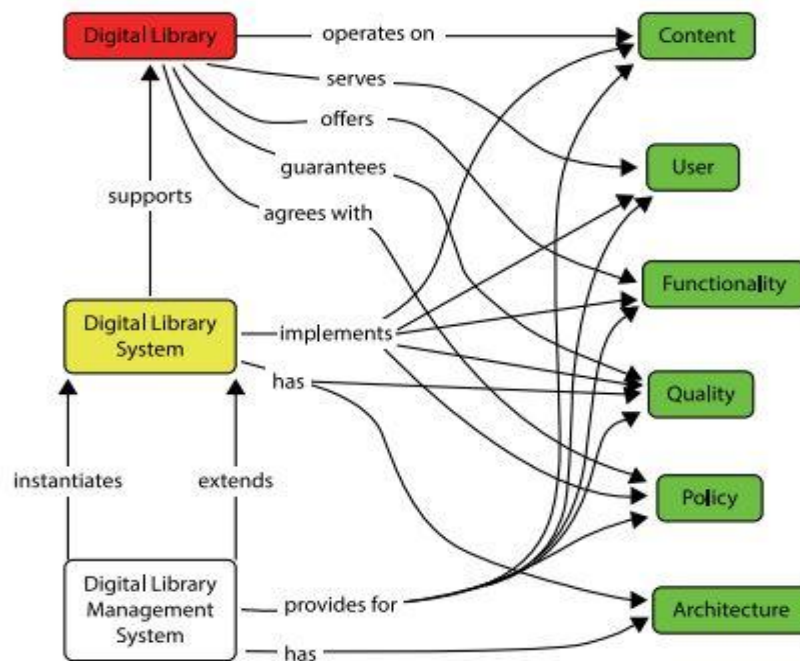 Digital Library
operates on
Content
serves
offers
User
guarantees
supports
agrees with
Functionality
Digital Library
System
implements
has
Quality
instantiates
extends
Policy
Digital Library
Management
System
provides for
Architecture
has